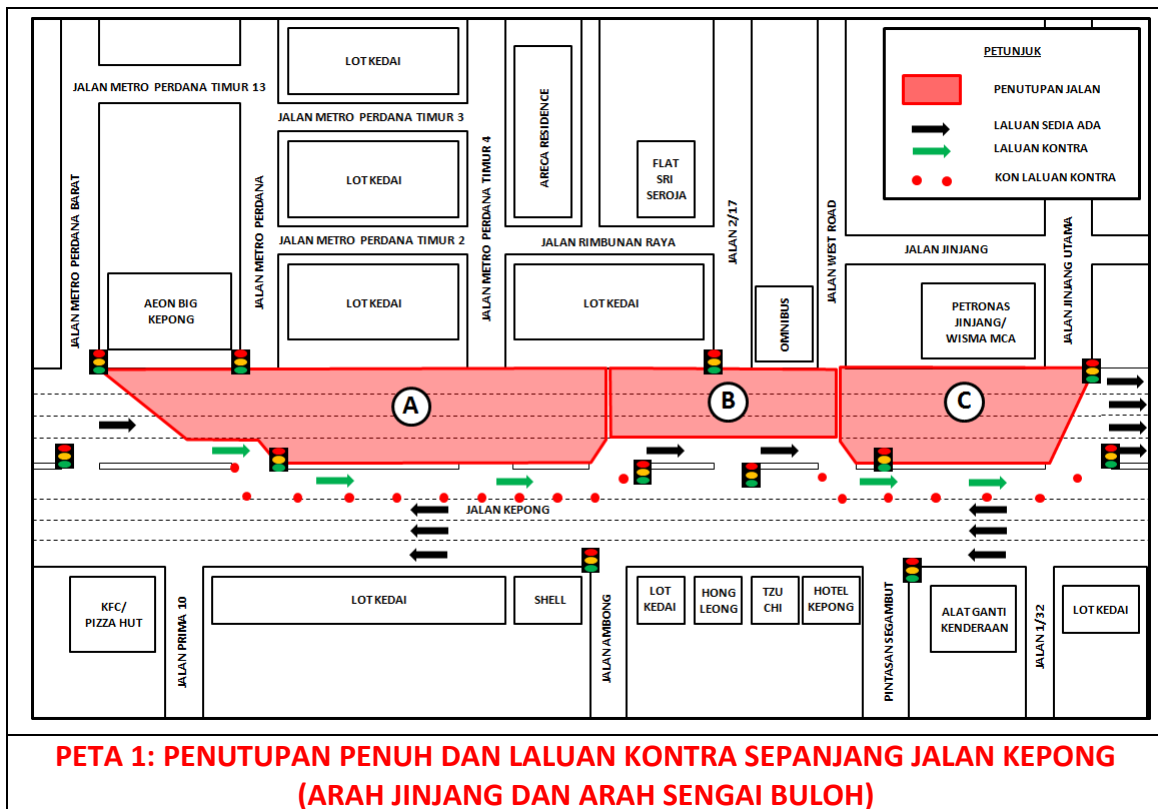 LOT KEDAI
PETUNJUK
PENUTUPAN JALAN
LALUAN SEDIA ADA
LALUAN KONTRA
KON LALUAN KONTRA
JALAN METRO PERDANA TIMUR 13
JALAN METRO PERDANA TIMUR 3
LOT KEDAI
ARECA RESIDENCE
FLAT
SRI
SEROJA
JALAN METRO PERDANA BARAT
JALAN METRO PERDANA
JALAN METRO PERDANA TIMUR 4
JALAN METRO PERDANA TIMUR 2
JALAN RIMBUNAN RAYA
JALAN 2/17
JALAN WEST ROAD
JALAN JINJANG
JALAN JINJANG UTAMA
AEON BIG
KEPONG
LOT KEDAI
LOT KEDAI
OMNIBUS
PETRONAS
JINJANG/
WISMA MCA
A
B
C
JALAN KEPONG
KFC/
PIZZA HUT
JALAN PRIMA 10
LOT KEDAI
SHELL
JALAN AMBONG
LOT
KEDAI
HONG
LEONG
TZU
CHI
HOTEL
KEPONG
PINTASAN SEGAMBUT
ALAT GANTI
KENDERAAN
JALAN 1/32
LOT KEDAI
PETA 1: PENUTUPAN PENUH DAN LALUAN KONTRA SEPANJANG JALAN KEPONG
(ARAH JINJANG DAN ARAH SENGAI BULOH)